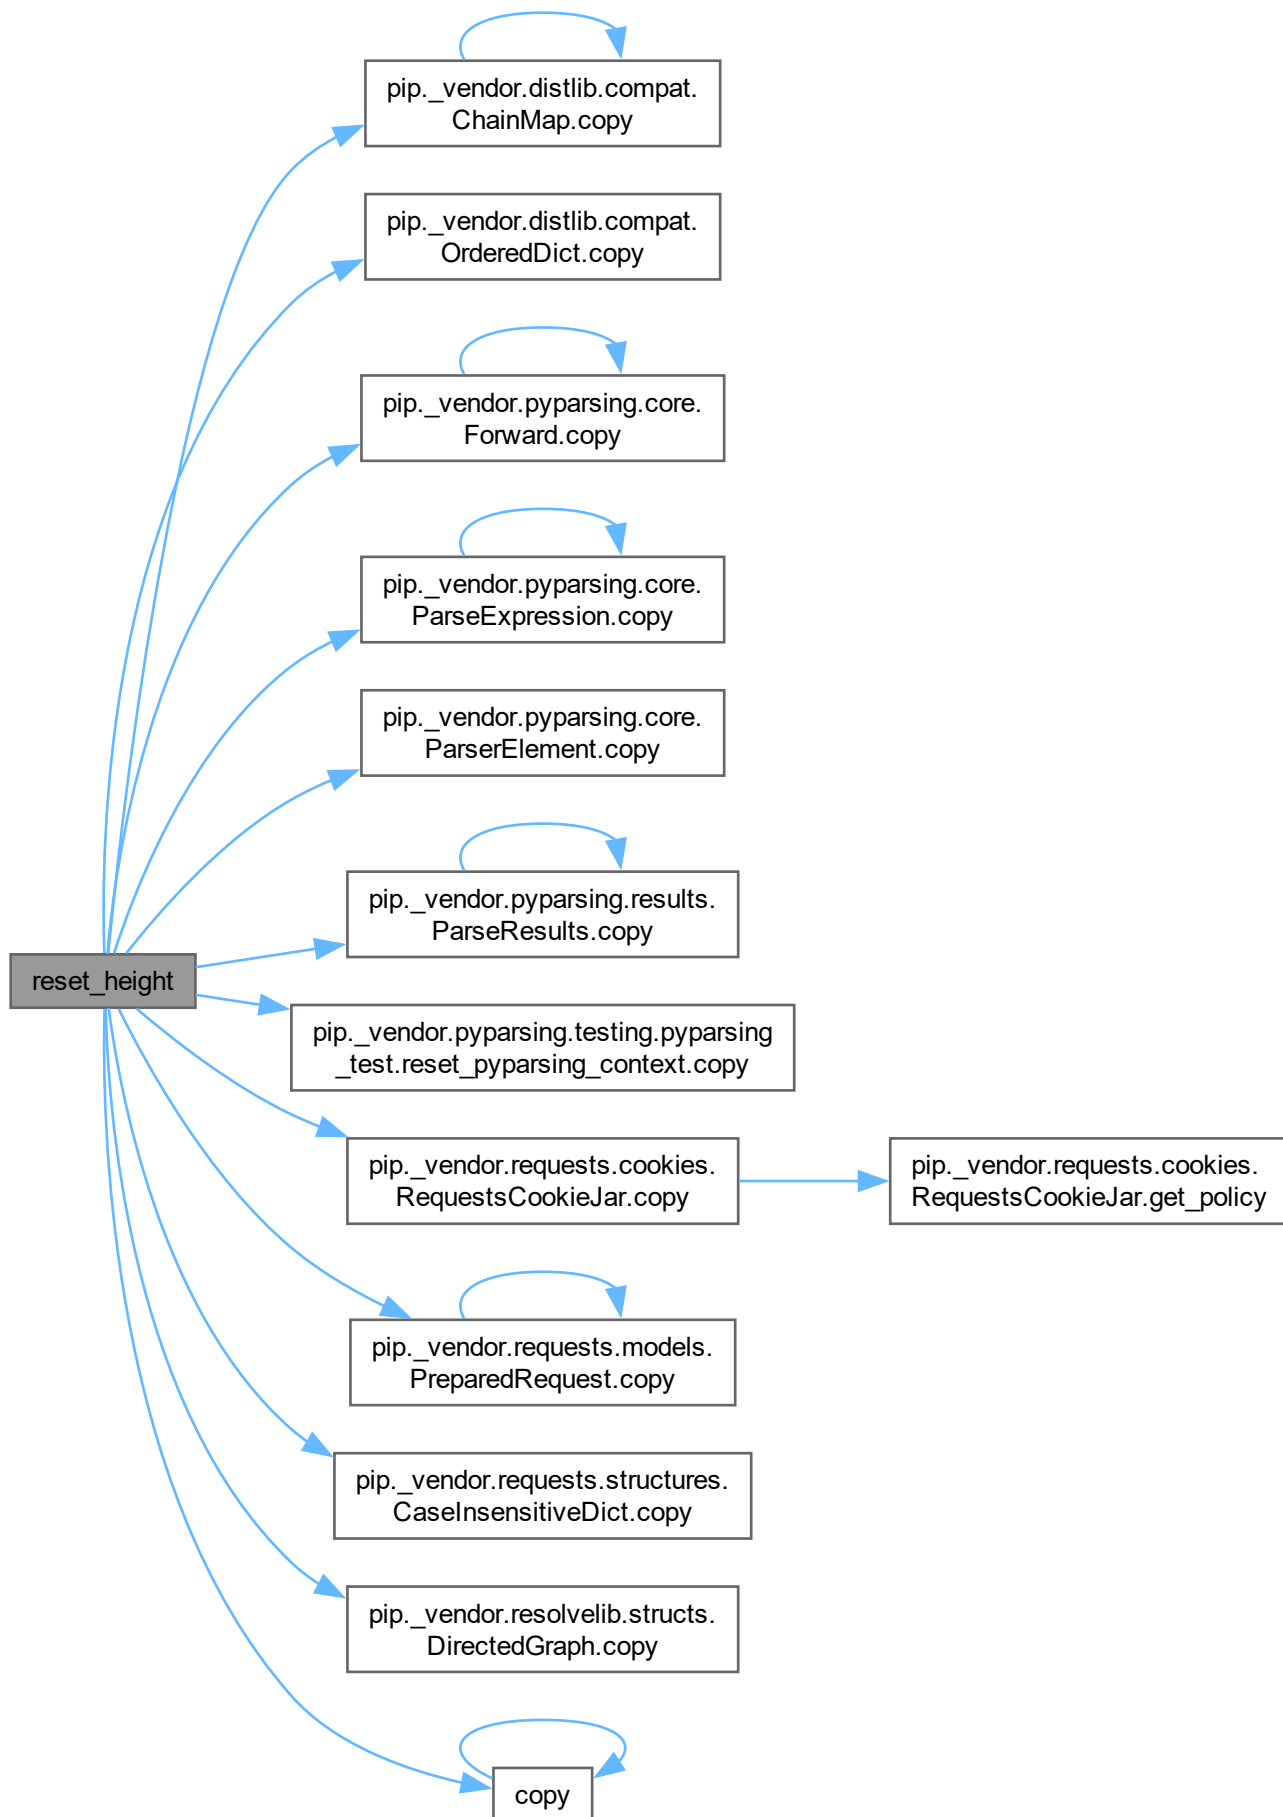 pip._vendor.distlib.compat.
ChainMap.copy
pip._vendor.distlib.compat.
OrderedDict.copy
pip._vendor.pyparsing.core.
Forward.copy
pip._vendor.pyparsing.core.
ParseExpression.copy
pip._vendor.pyparsing.core.
ParserElement.copy
pip._vendor.pyparsing.results.
ParseResults.copy
reset_height
pip._vendor.pyparsing.testing.pyparsing
_test.reset_pyparsing_context.copy
pip._vendor.requests.cookies.
RequestsCookieJar.copy
pip._vendor.requests.cookies.
RequestsCookieJar.get_policy
pip._vendor.requests.models.
PreparedRequest.copy
pip._vendor.requests.structures.
CaseInsensitiveDict.copy
pip._vendor.resolvelib.structs.
DirectedGraph.copy
copy